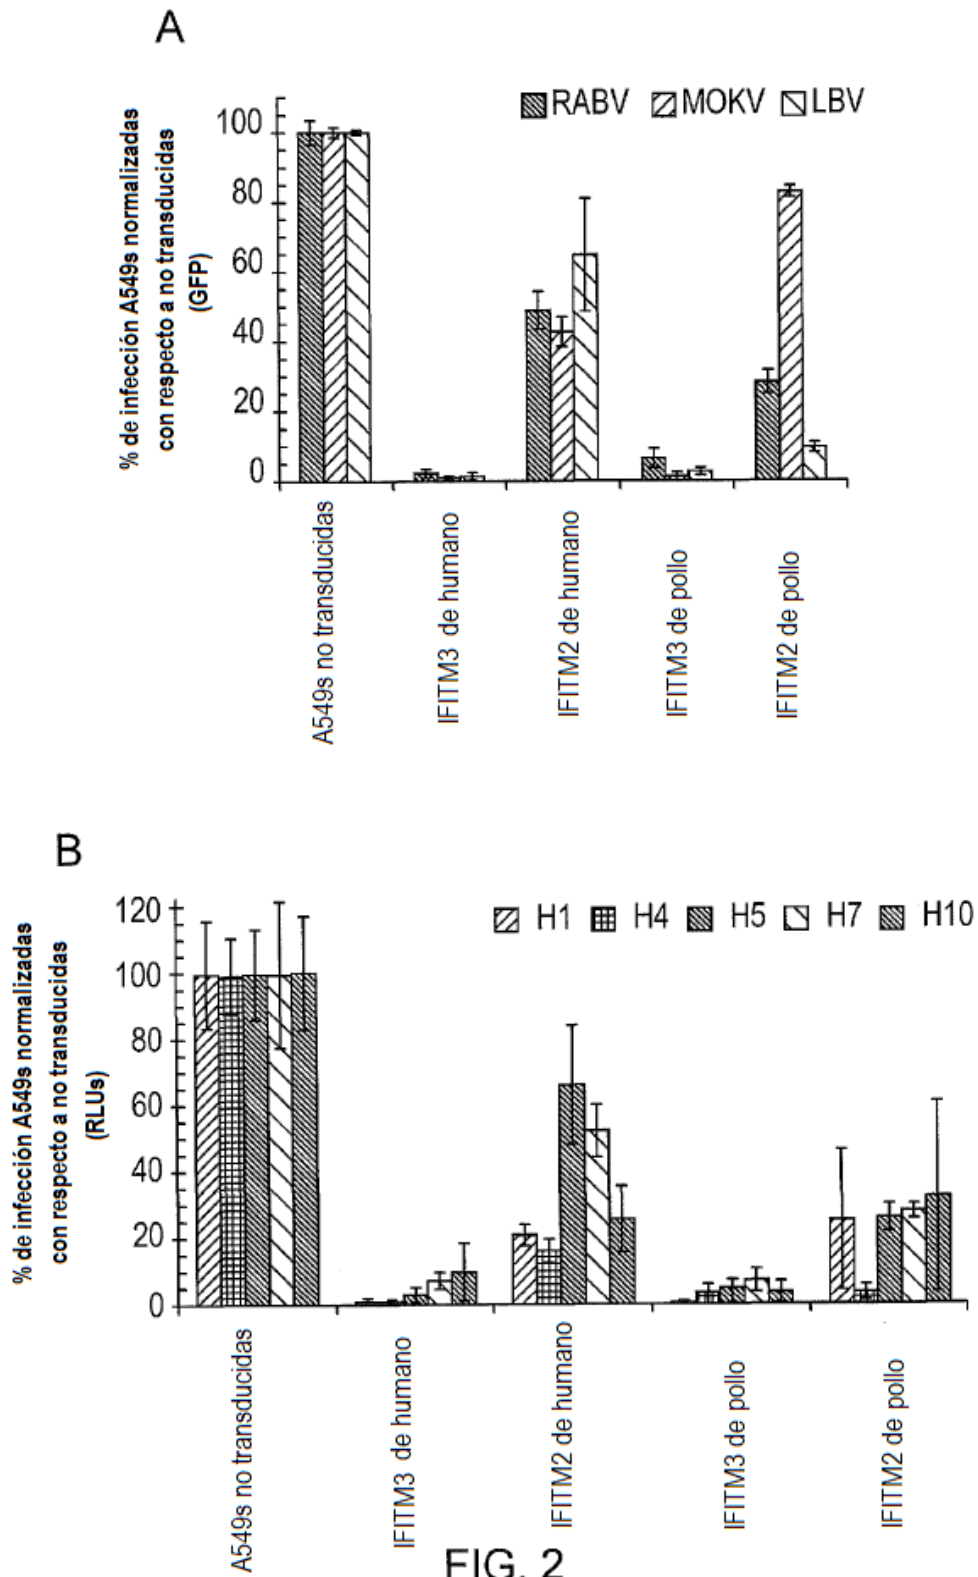 A
RABV MOKV LBV
% de infección A549s normalizadas
con respecto a no transducidas
(GFP)
100
80
60
40
20
0
A549s no transducidas
IFITM3 de humano
IFITM2 de humano
IFITM3 de pollo
IFITM2 de pollo
B
H1 H4 H5 H7 H10
% de infección A549s normalizadas
con respecto a no transducidas
(RLUs)
120
100
80
60
40
20
0
A549s no transducidas
IFITM3 de humano
IFITM2 de humano
IFITM3 de pollo
IFITM2 de pollo
FIG. 2